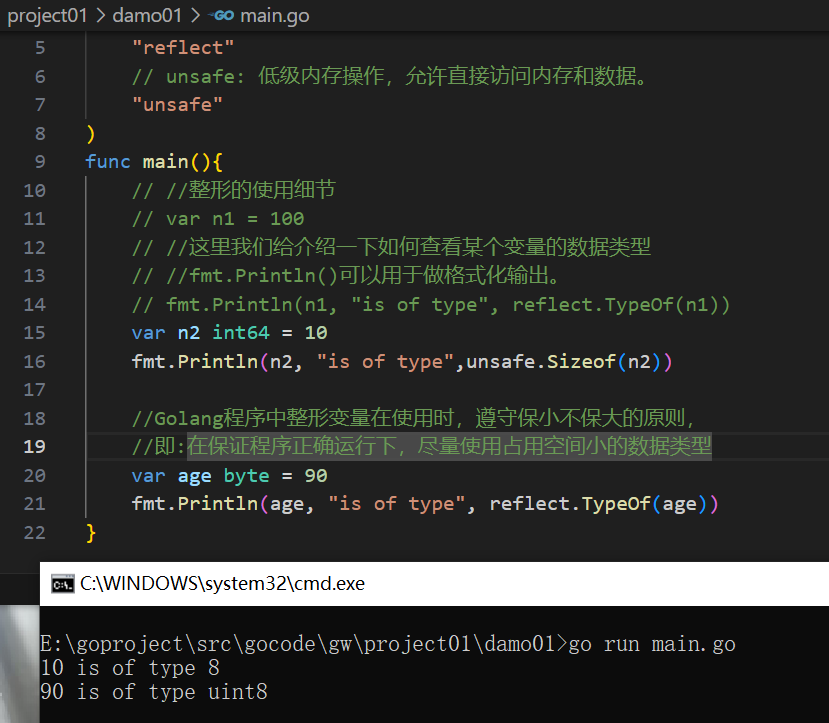 project01 > damo01 > GO main.go
5 "reflect"
6 // unsafe: 低级内存操作，允许直接访问内存和数据。
7 "unsafe"
8 )
9 func main(){
10 // //整形的使用细节
11 // var n1 = 100
12 // //这里我们给介绍一下如何查看某个变量的数据类型
13 // //fmt.Println()可以用于做格式化输出。
14 // fmt.Println(n1, "is of type", reflect.TypeOf(n1))
15 var n2 int64 = 10
16 fmt.Println(n2, "is of type",unsafe.Sizeof(n2))
17
18 //Golang程序中整形变量在使用时，遵守保小不保大的原则，
19 //即:在保证程序正确运行下，尽量使用占用空间小的数据类型
20 var age byte = 90
21 fmt.Println(age, "is of type", reflect.TypeOf(age))
22 }
C:\WINDOWS\system32\cmd.exe
E:\goproject\src\gocode\gw\project01\damo01>go run main.go
10 is of type 8
90 is of type uint8